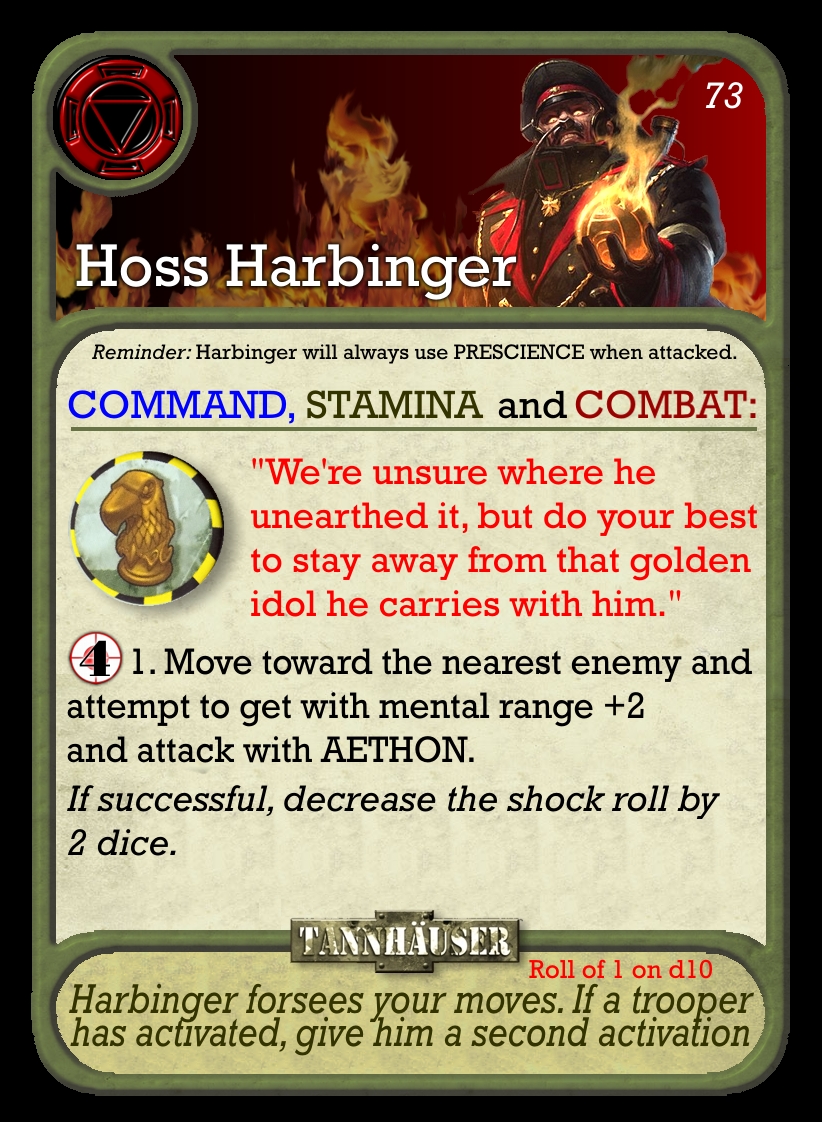 73
Hoss Harbinger
Reminder: Harbinger will always use PRESCIENCE when attacked.
COMMAND, STAMINA and COMBAT:
"We're unsure where he
unearthed it, but do your best
to stay away from that golden
idol he carries with him."
4 1. Move toward the nearest enemy and
attempt to get with mental range +2
and attack with AETHON.
If successful, decrease the shock roll by
2 dice.
TANNHÄUSER
Roll of 1 on d10
Harbinger forsees your moves. If a trooper
has activated, give him a second activation